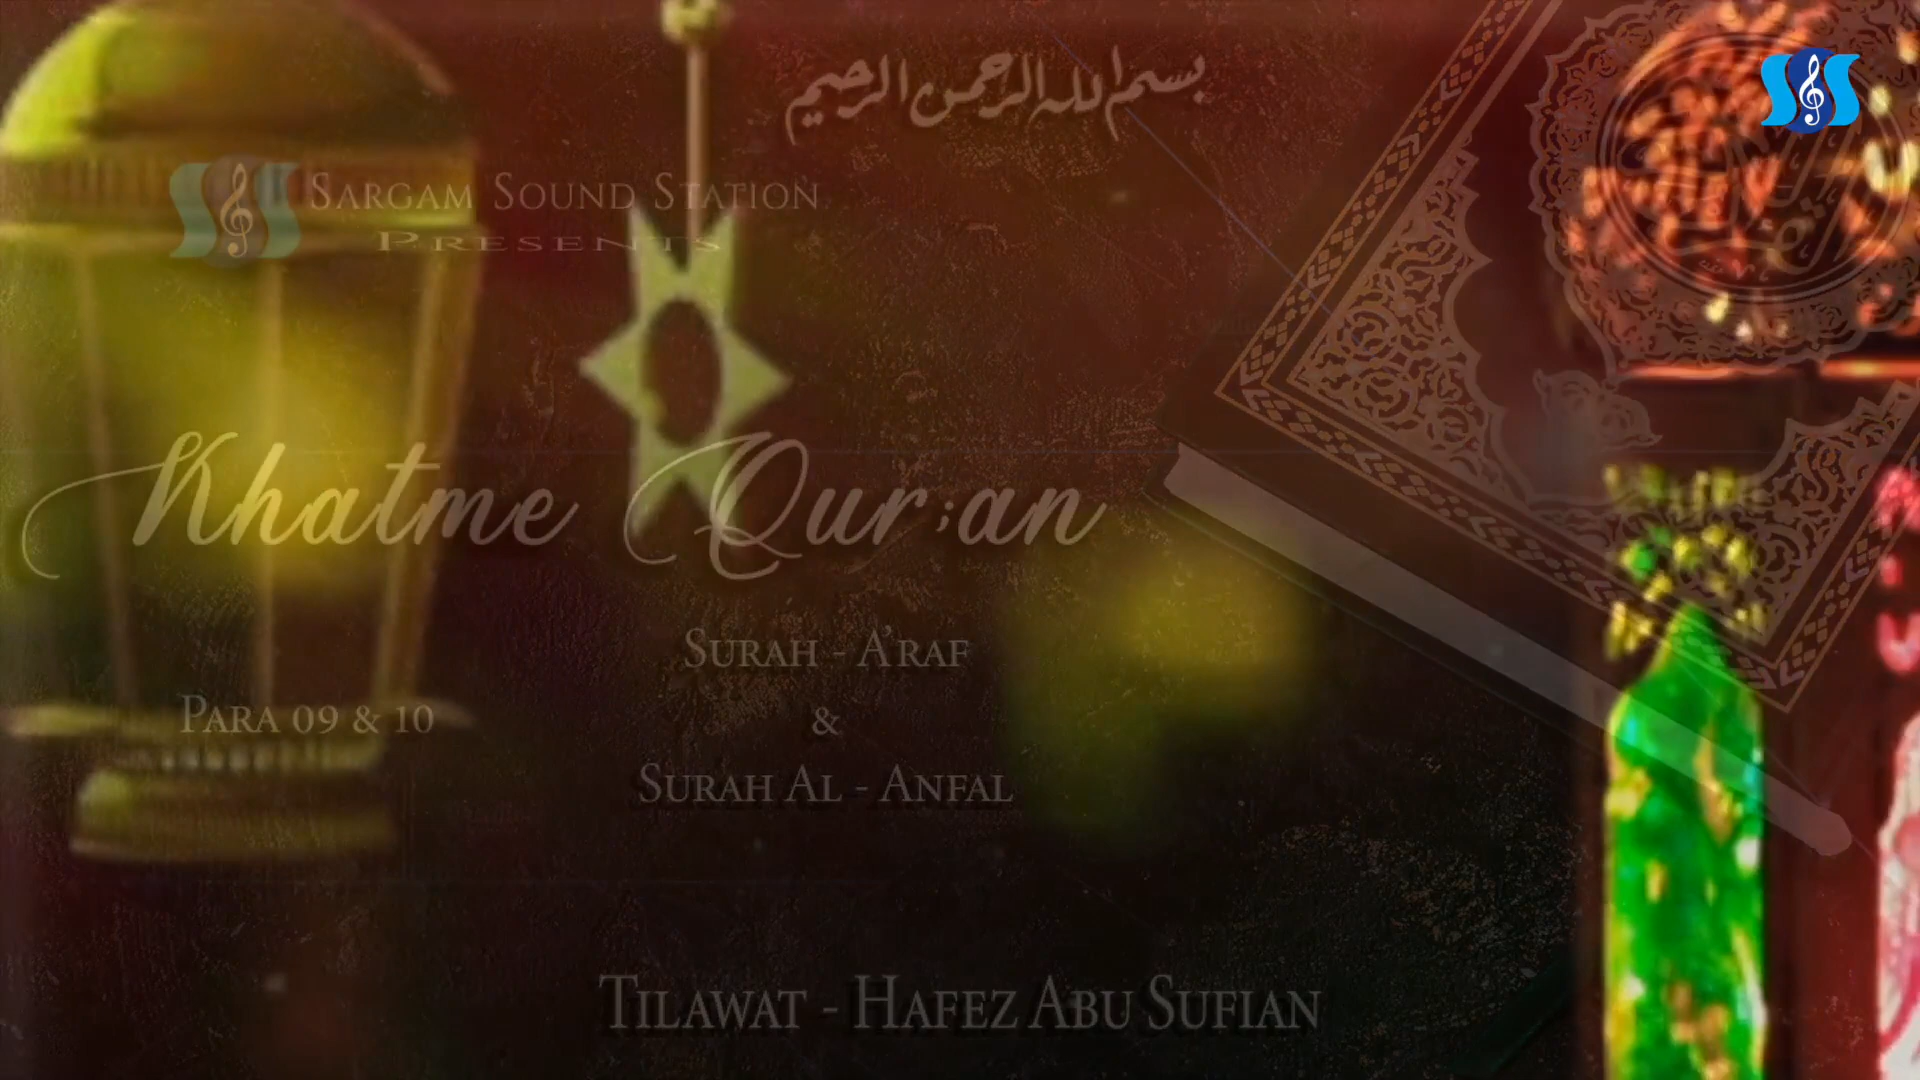 بسم الله الرحمن الرحيم
SSS
SARGAM SOUND STATION
PRESENTS
Khatme Qur;an
SURAH - A'RAF
PARA 09 & 10
&
SURAH AL - ANFAL
TILAWAT - HAFEZ ABU SUFIAN